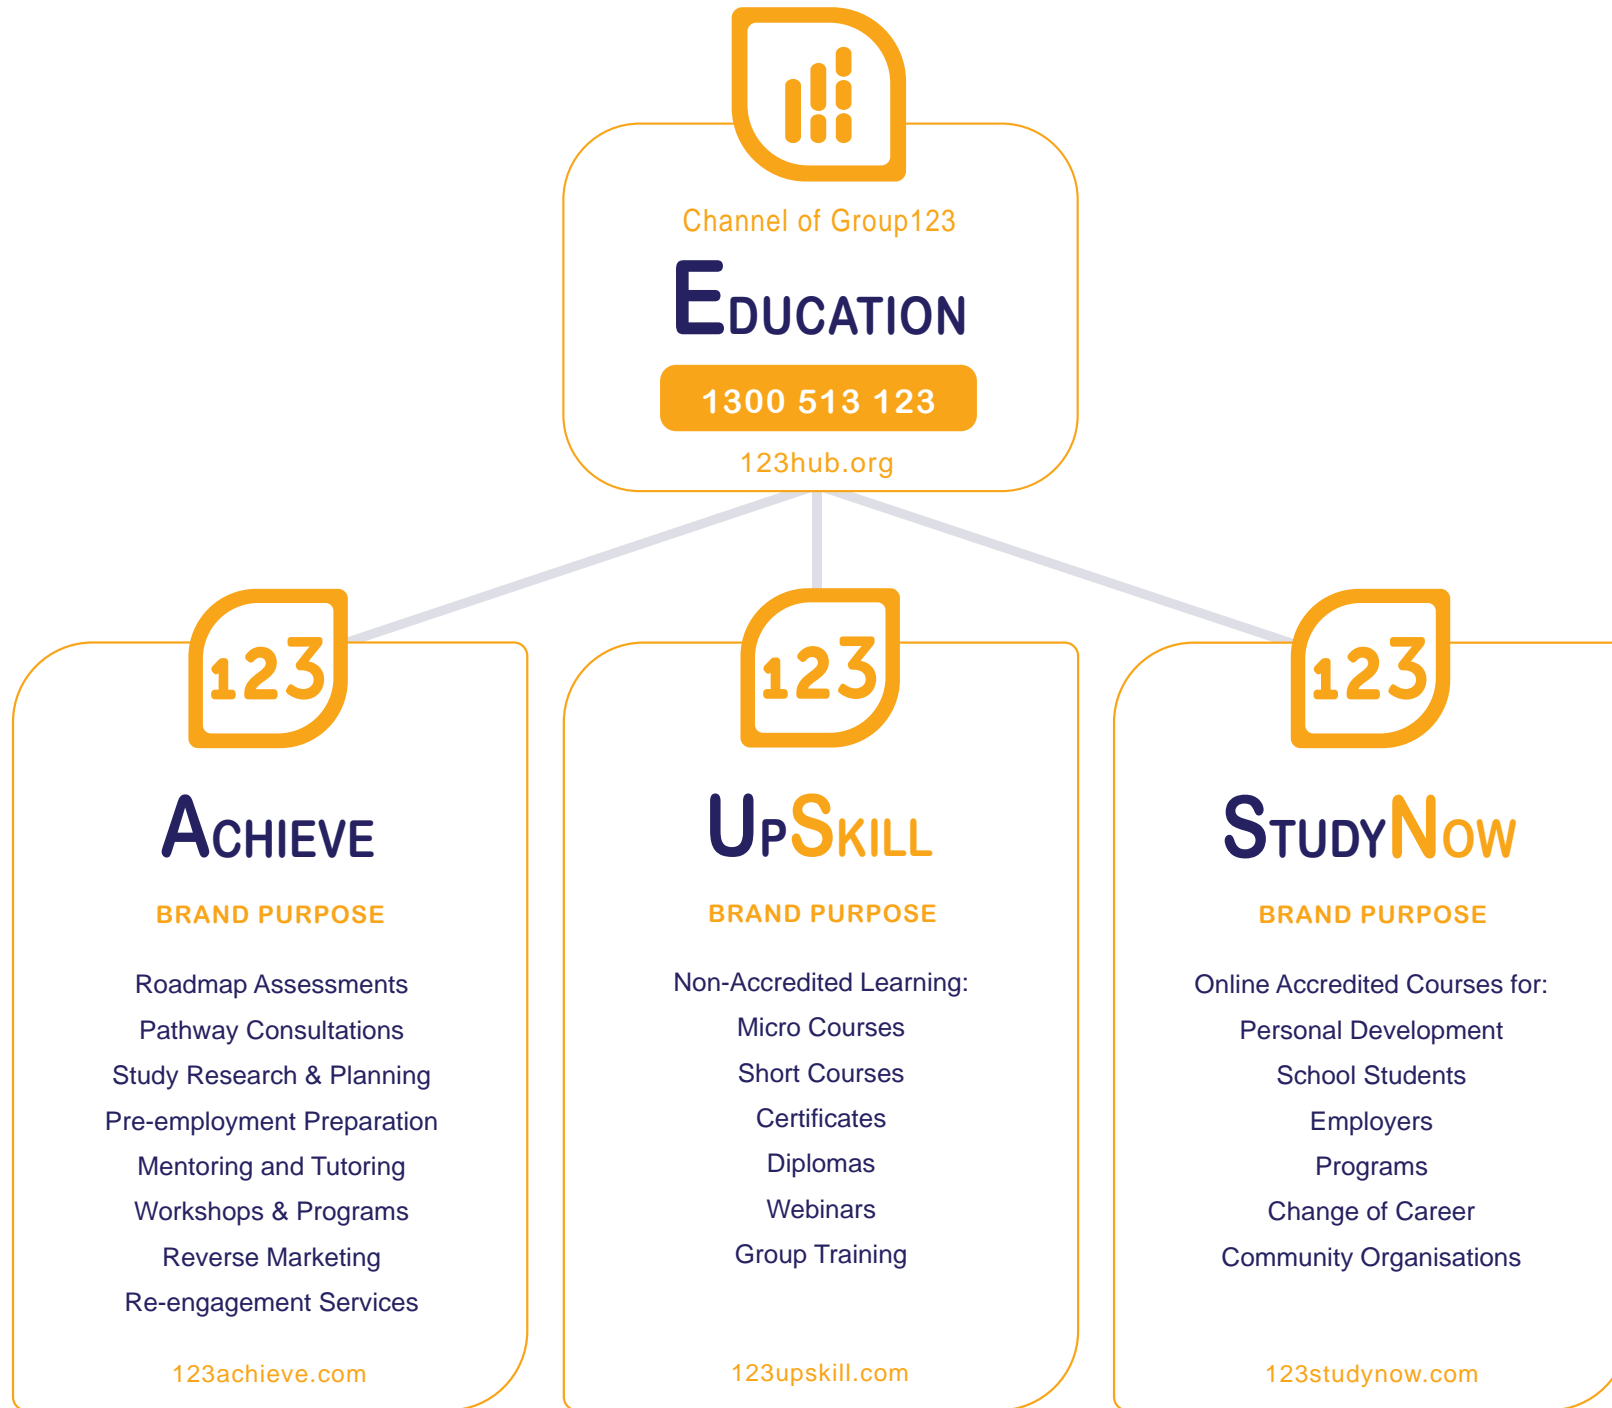 Channel of Group123
EDUCATION
1300 513 123
123hub.org
123
ACHIEVE
BRAND PURPOSE
Roadmap Assessments
Pathway Consultations
Study Research & Planning
Pre-employment Preparation
Mentoring and Tutoring
Workshops & Programs
Reverse Marketing
Re-engagement Services
123achieve.com
123
UPSKILL
BRAND PURPOSE
Non-Accredited Learning:
Micro Courses
Short Courses
Certificates
Diplomas
Webinars
Group Training
123upskill.com
123
STUDYNOW
BRAND PURPOSE
Online Accredited Courses for:
Personal Development
School Students
Employers
Programs
Change of Career
Community Organisations
123studynow.com